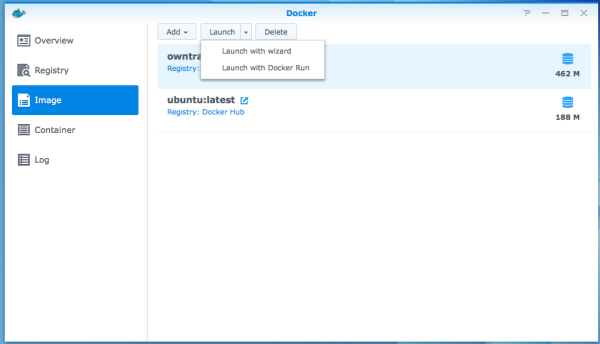 Docker
Overview
Registry
Image
Container
Log
Add Launch Delete
Launch with wizard
Launch with Docker Run
Registry:
462 M
ubuntu:latest
Registry: Docker Hub
188 M